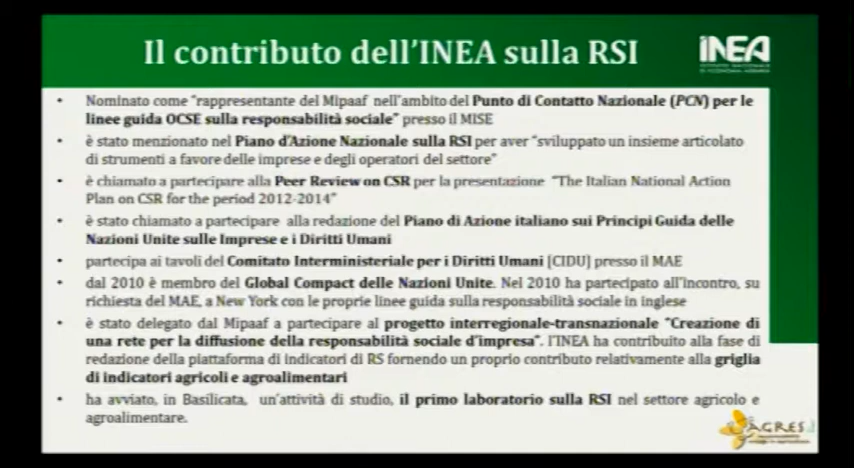 Il contributo dell'INEA sulla RSI
INEA
• Nominato come "rappresentante del Mipaaf nell'ambito del Punto di Contatto Nazionale (PCN) per le
linee guida OCSE sulla responsabilità sociale" presso il MISE
• è stato menzionato nel Piano d'Azione Nazionale sulla RSI per aver "sviluppato un insieme articolato
di strumenti a favore delle imprese e degli operatori del settore"
• è chiamato a partecipare alla Peer Review on CSR per la presentazione "The Italian National Action
Plan on CSR for the period 2012-2014"
• è stato chiamato a partecipare alla redazione del Piano di Azione italiano sui Principi Guida delle
Nazioni Unite sulle Imprese e i Diritti Umani
• partecipa ai tavoli del Comitato Interministeriale per i Diritti Umani [CIDU) presso il MAE
• dal 2010 è membro del Global Compact delle Nazioni Unite. Nel 2010 ha partecipato all'incontro, su
richiesta del MAE, a New York con le proprie linee guida sulla responsabilità sociale in inglese
• è stato delegato dal Mipaaf a partecipare al progetto interregionale-transnazionale "Creazione di
una rete per la diffusione della responsabilità sociale d'impresa". l'INEA ha contribuito alla fase di
redazione della piattaforma di indicatori di RS fornendo un proprio contributo relativamente alla griglia
di indicatori agricoli e agroalimentari
• ha avviato, in Basilicata, un'attività di studio, il primo laboratorio sulla RSI nel settore agricolo e
agroalimentare.
AGRES